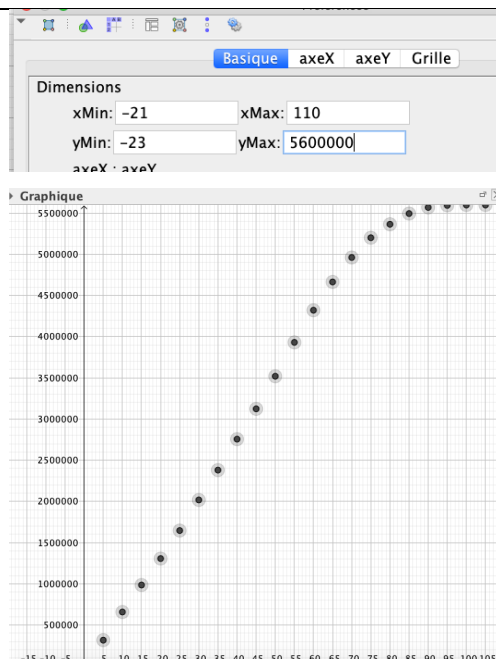 Basique axeX axeY Grille
Dimensions
xMin: -21 xMax: 110
yMin: -23 yMax: 5600000
axeX : axeY
Graphique
5500000
5000000
4500000
4000000
3500000
3000000
2500000
2000000
1500000
1000000
500000
-15 -10 -5 5 10 15 20 25 30 35 40 45 50 55 60 65 70 75 80 85 90 95 100 105